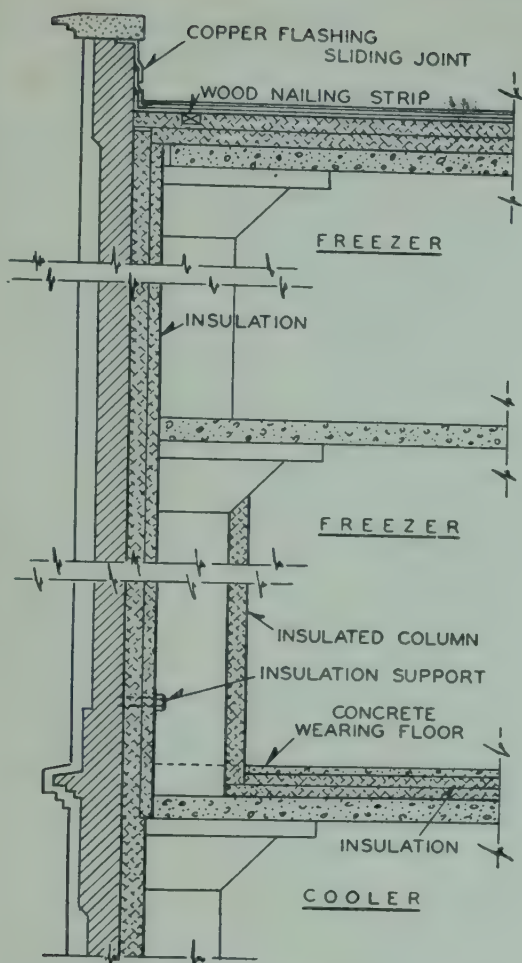 COPPER FLASHING
SLIDING JOINT
WOOD NAILING STRIP
FREEZER
INSULATION
FREEZER
INSULATED COLUMN
INSULATION SUPPORT
CONCRETE
WEARING FLOOR
INSULATION
COOLER